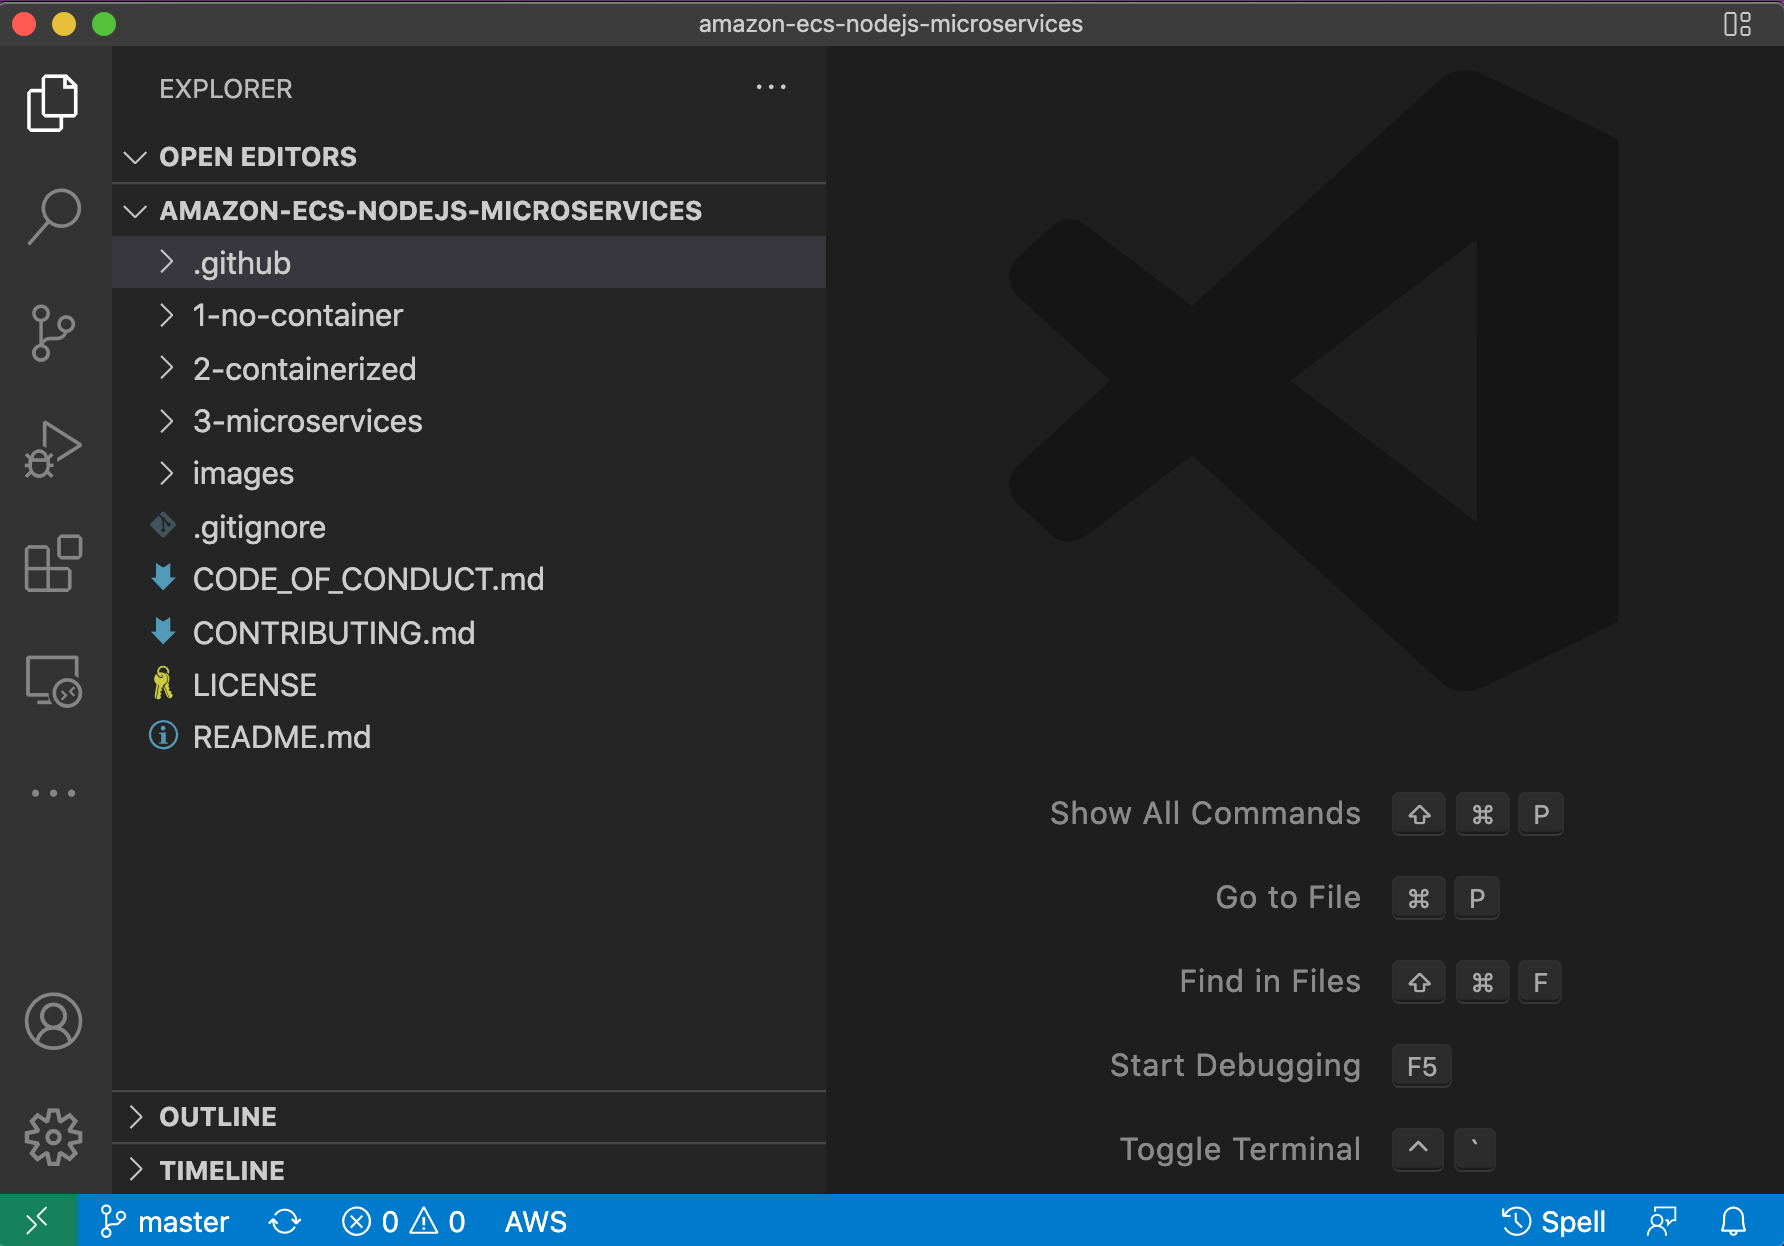 amazon-ecs-nodejs-microservices
EXPLORER
OPEN EDITORS
AMAZON-ECS-NODEJS-MICROSERVICES
.github
1-no-container
2-containerized
3-microservices
images
.gitignore
CODE_OF_CONDUCT.md
CONTRIBUTING.md
LICENSE
README.md
OUTLINE
TIMELINE
Show All Commands ⇧ ⌘ P
Go to File ⌘ P
Find in Files ⇧ ⌘ F
Start Debugging F5
Toggle Terminal ^ `
master 0 0 AWS Spell